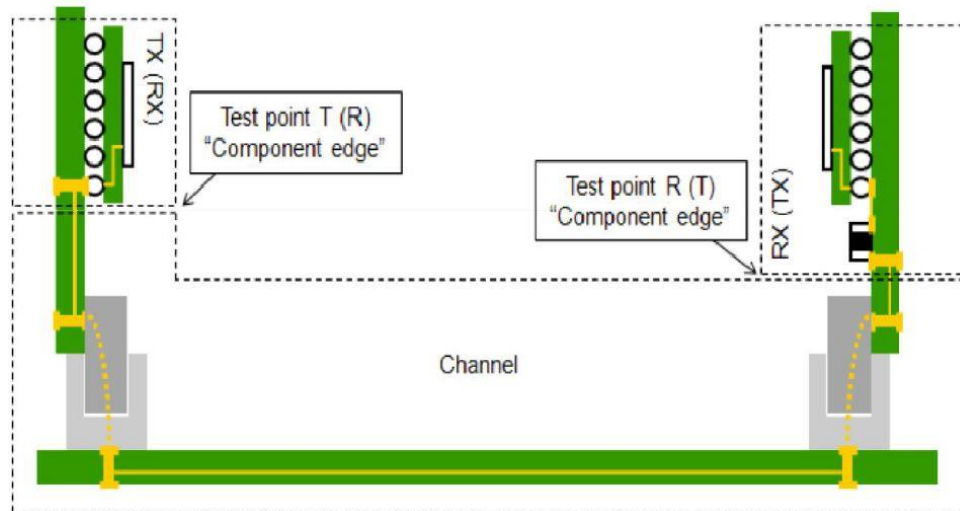 TX (RX)
Test point T (R)
“Component edge”
Test point R (T)
“Component edge”
RX (TX)
Channel